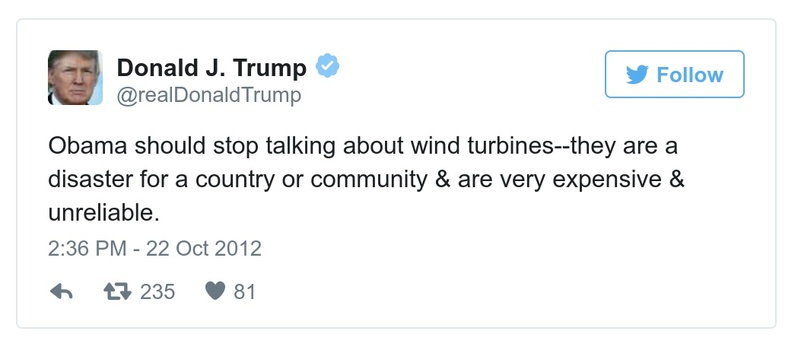 Donald J. Trump
@realDonaldTrump
Follow
Obama should stop talking about wind turbines--they are a
disaster for a country or community & are very expensive &
unreliable.
2:36 PM - 22 Oct 2012
235 81